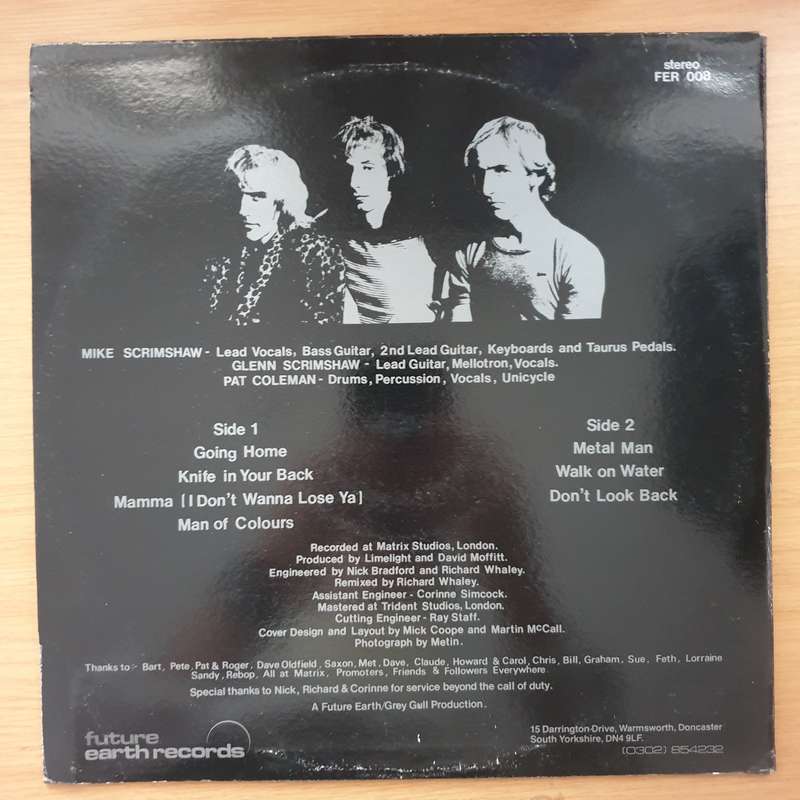 stereo
FER 008
MIKE SCRIMSHAW - Lead Vocals, Bass Guitar, 2nd Lead Guitar, Keyboards and Taurus Pedals.
GLENN SCRIMSHAW - Lead Guitar, Mellotron, Vocals.
PAT COLEMAN - Drums, Percussion, Vocals, Unicycle
Side 1
Going Home
Knife in Your Back
Mamma [I Don't Wanna Lose Ya]
Man of Colours
Side 2
Metal Man
Walk on Water
Don't Look Back
Recorded at Matrix Studios, London.
Produced by Limelight and David Moffitt.
Engineered by Nick Bradford and Richard Whaley.
Remixed by Richard Whaley.
Assistant Engineer - Corinne Simcock.
Mastered at Trident Studios, London.
Cutting Engineer - Ray Staff.
Cover Design and Layout by Mick Coope and Martin McCall.
Photograph by Metin.
Thanks to :- Bart, Pete, Pat & Roger, Dave Oldfield, Saxon, Met, Dave, Claude, Howard & Carol, Chris, Bill, Graham, Sue, Feth, Lorraine
Sandy, Rebop, All at Matrix, Promoters, Friends & Followers Everywhere.
Special thanks to Nick, Richard & Corinne for service beyond the call of duty.
A Future Earth/Grey Gull Production.
future
earth records
15 Darrington Drive, Warmsworth, Doncaster
South Yorkshire, DN4 9LF.
(0302) 854232